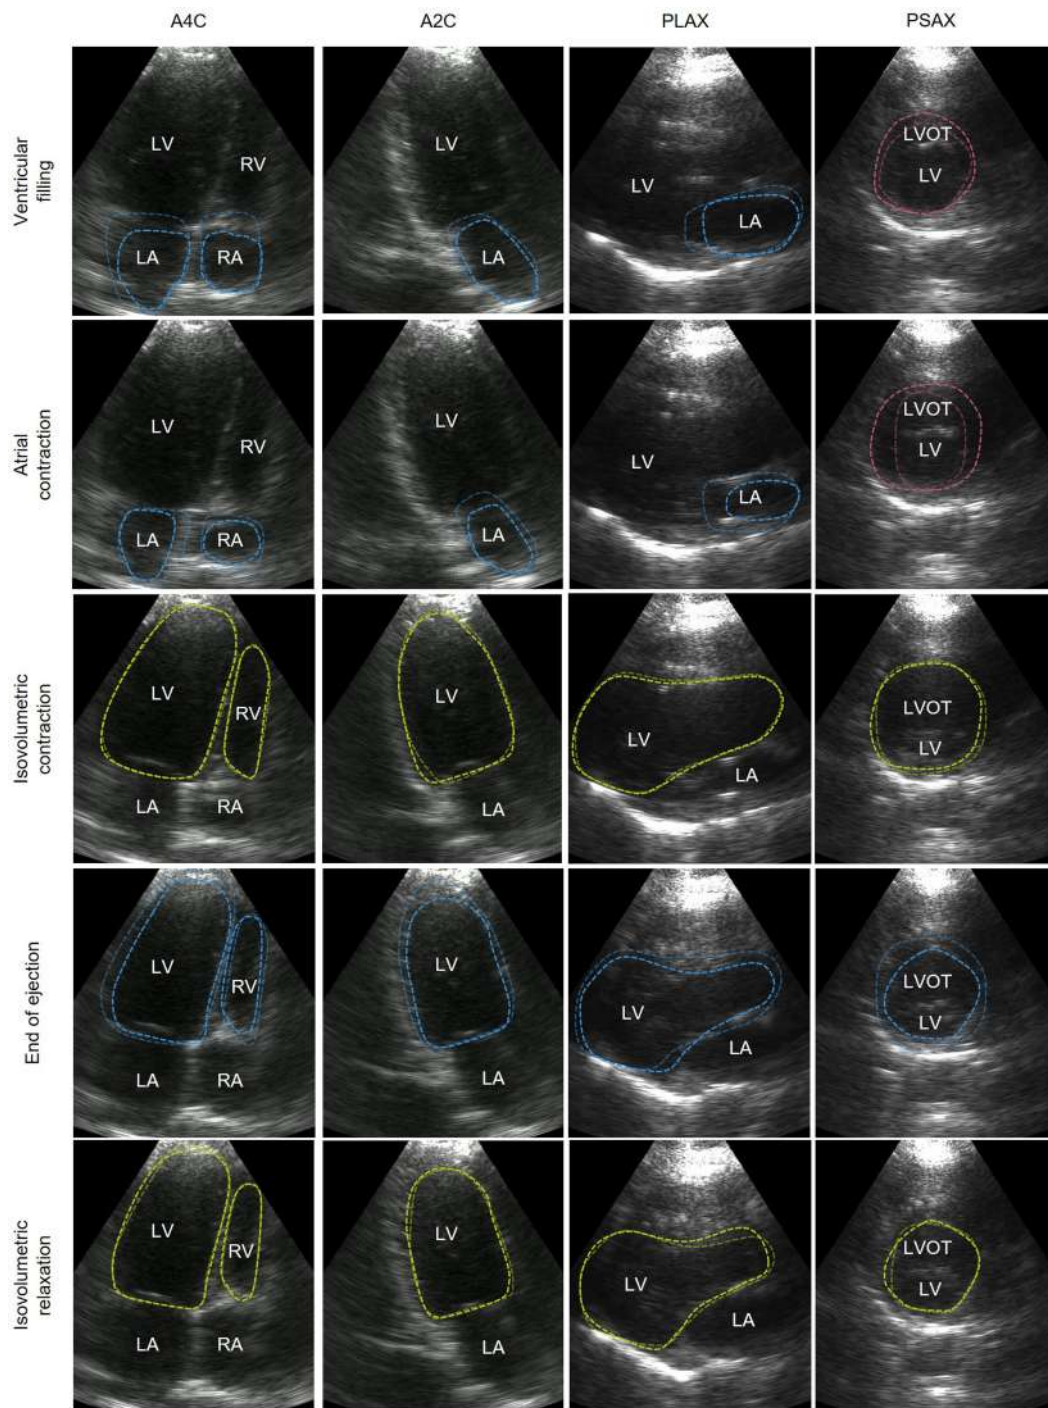 A4C A2C PLAX PSAX
Ventricular
filling
LV RV LA RA
LV LA
LV LA
LVOT LV
Atrial
contraction
LV RV LA RA
LV LA
LV LA
LVOT LV
Isovolumetric
contraction
LV RV LA RA
LV LA
LV LA
LVOT LV
End of ejection
LV RV LA RA
LV LA
LV LA
LVOT LV
Isovolumetric
relaxation
LV RV LA RA
LV LA
LV LA
LVOT LV